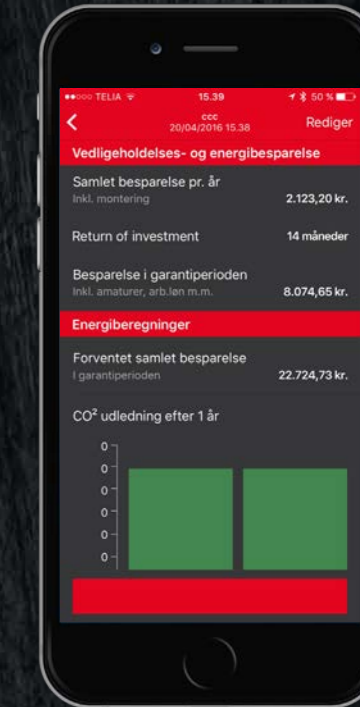 TELIA 15.39 50 %
ccc
20/04/2016 15.38
Rediger
Vedligeholdelses- og energibesparelse
Samlet besparelse pr. år
Inkl. montering 2.123,20 kr.
Return of investment 14 måneder
Besparelse i garantiperioden
Inkl. amaturer, arb.løn m.m. 8.074,65 kr.
Energiberegninger
Forventet samlet besparelse
I garantiperioden 22.724,73 kr.
CO² udledning efter 1 år
0
0
0
0
0
0